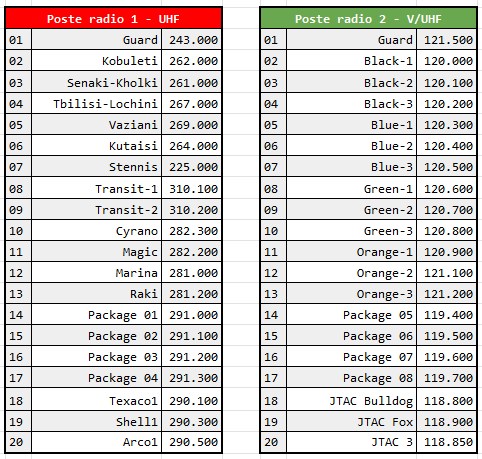 Poste radio 1 - UHF
01 Guard 243.000
02 Kobuleti 262.000
03 Senaki-Kholki 261.000
04 Tbilisi-Lochini 267.000
05 Vaziani 269.000
06 Kutaisi 264.000
07 Stennis 225.000
08 Transit-1 310.100
09 Transit-2 310.200
10 Cyrano 282.300
11 Magic 282.200
12 Marina 281.000
13 Raki 281.200
14 Package 01 291.000
15 Package 02 291.100
16 Package 03 291.200
17 Package 04 291.300
18 Texaco1 290.100
19 Shell1 290.300
20 Arco1 290.500
Poste radio 2 - V/UHF
01 Guard 121.500
02 Black-1 120.000
03 Black-2 120.100
04 Black-3 120.200
05 Blue-1 120.300
06 Blue-2 120.400
07 Blue-3 120.500
08 Green-1 120.600
09 Green-2 120.700
10 Green-3 120.800
11 Orange-1 120.900
12 Orange-2 121.100
13 Orange-3 121.200
14 Package 05 119.400
15 Package 06 119.500
16 Package 07 119.600
17 Package 08 119.700
18 JTAC Bulldog 118.800
19 JTAC Fox 118.900
20 JTAC 3 118.850